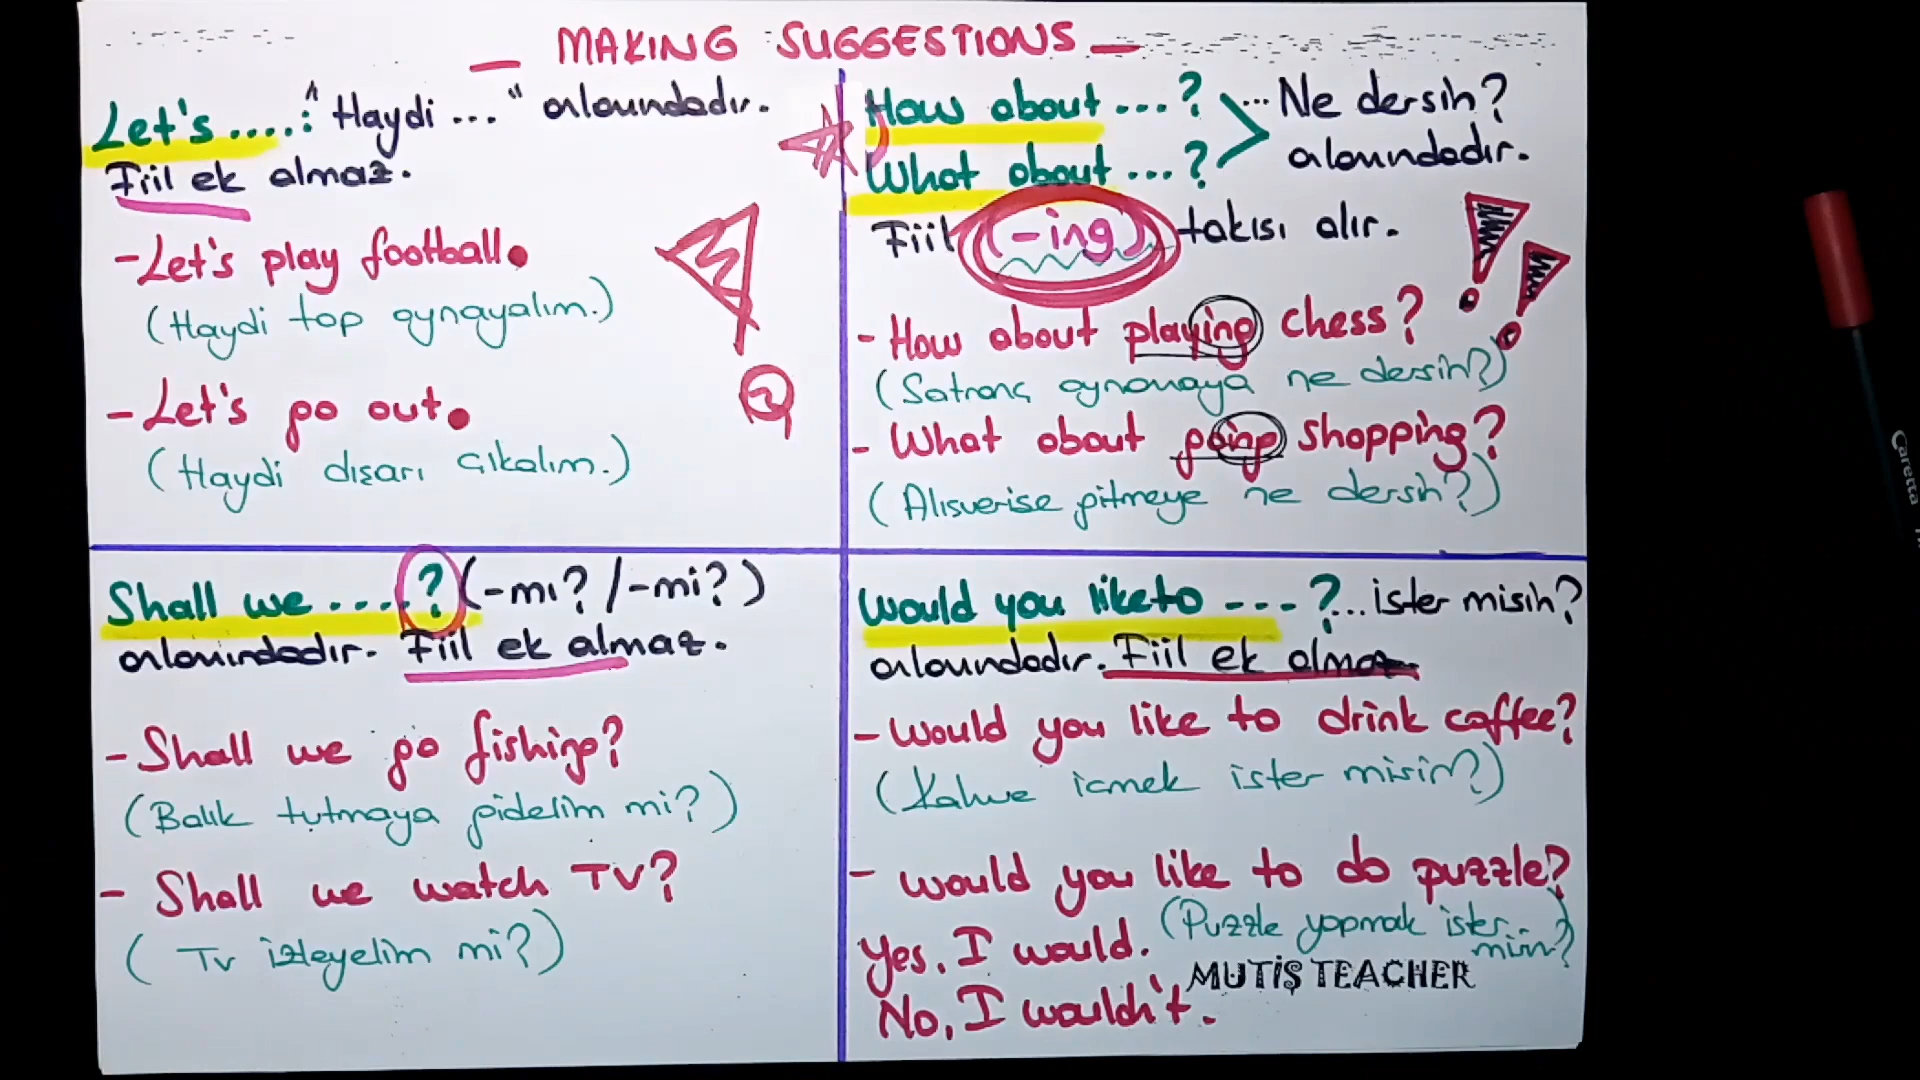 MAKING SUGGESTIONS
Let's ....: "Haydi ..." anlamındadır.
Fiil ek almaz.
- Let's play football.
(Haydi top oynayalım.)
- Let's go out.
(Haydi dışarı çıkalım.)
How about ...?
What about ...?
... Ne dersin?
anlamındadır.
Fiil (-ing) takısı alır.
- How about playing chess?
(Satranç oynamaya ne dersin?)
- What about going shopping?
(Alışverişe gitmeye ne dersin?)
Shall we ....? (-mı? / -mi?)
anlamındadır. Fiil ek almaz.
- Shall we go fishing?
(Balık tutmaya gidelim mi?)
- Shall we watch TV?
(Tv izleyelim mi?)
Would you like to ---?... ister misin?
anlamındadır. Fiil ek almaz
- Would you like to drink coffee?
(Kahve içmek ister misin?)
- Would you like to do puzzle?
(Puzzle yapmak ister misin?)
Yes, I would.
No, I wouldn't.
MUTİŞ TEACHER
Caretta